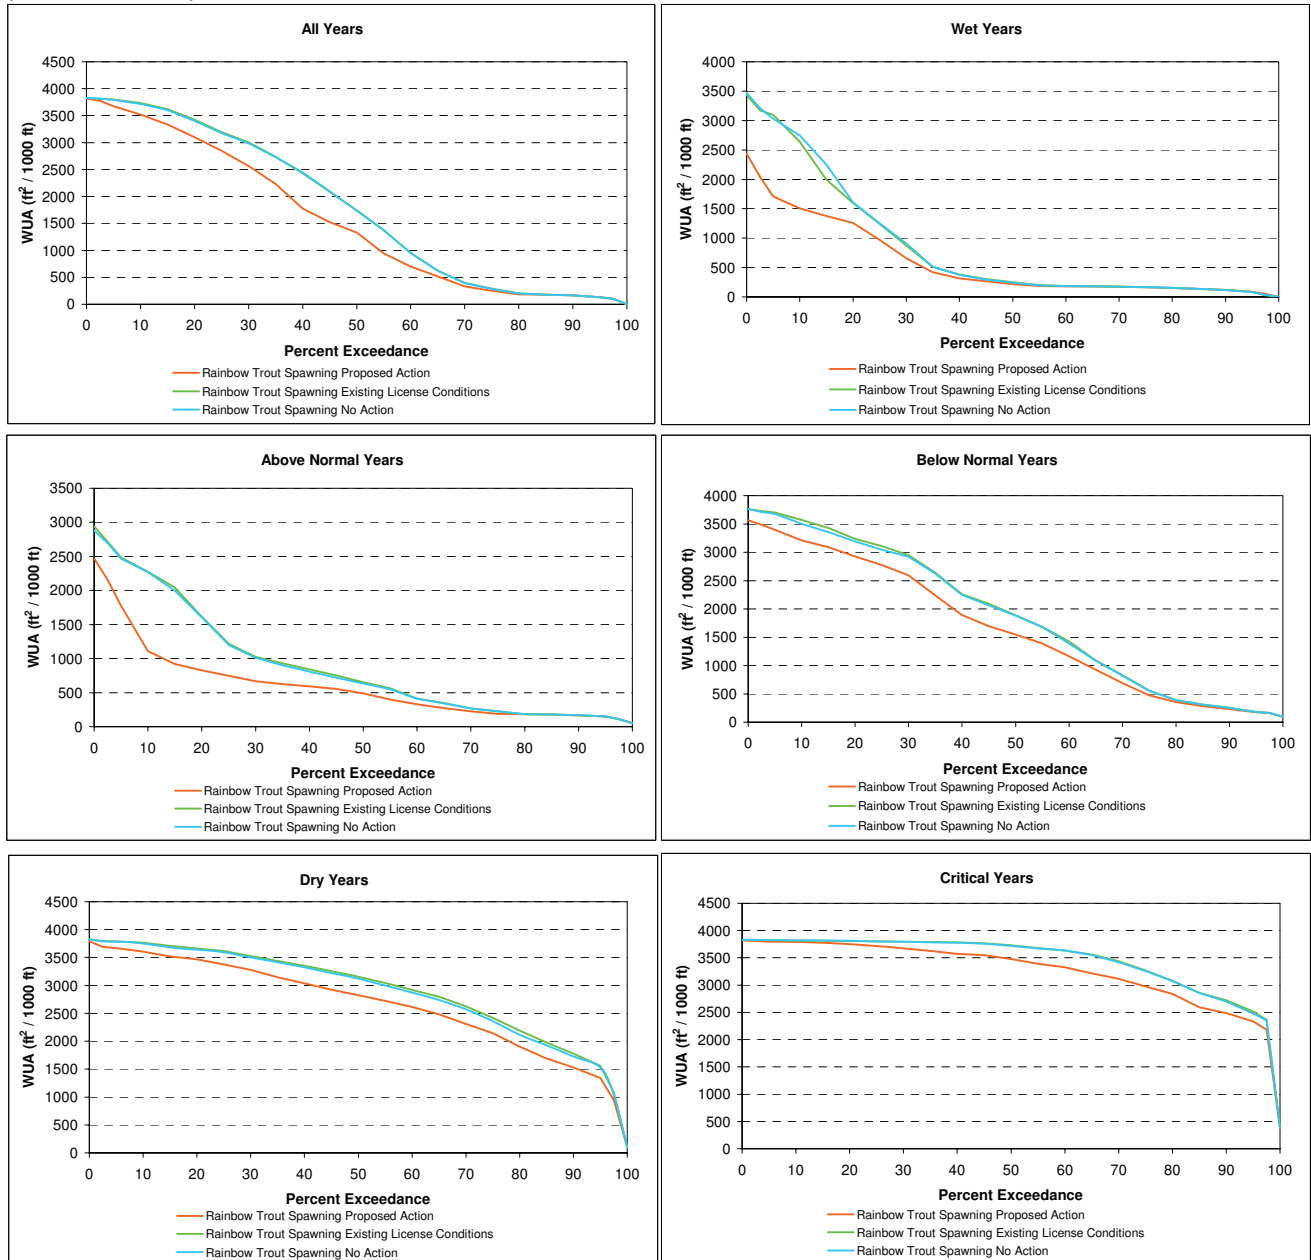 All Years
WUA (ft² / 1000 ft)
4500
4000
3500
3000
2500
2000
1500
1000
500
0
0 10 20 30 40 50 60 70 80 90 100
Percent Exceedance
Rainbow Trout Spawning Proposed Action
Rainbow Trout Spawning Existing License Conditions
Rainbow Trout Spawning No Action
Wet Years
WUA (ft² / 1000 ft)
4000
3500
3000
2500
2000
1500
1000
500
0
0 10 20 30 40 50 60 70 80 90 100
Percent Exceedance
Rainbow Trout Spawning Proposed Action
Rainbow Trout Spawning Existing License Conditions
Rainbow Trout Spawning No Action
Above Normal Years
WUA (ft² / 1000 ft)
3500
3000
2500
2000
1500
1000
500
0
0 10 20 30 40 50 60 70 80 90 100
Percent Exceedance
Rainbow Trout Spawning Proposed Action
Rainbow Trout Spawning Existing License Conditions
Rainbow Trout Spawning No Action
Below Normal Years
WUA (ft² / 1000 ft)
4000
3500
3000
2500
2000
1500
1000
500
0
0 10 20 30 40 50 60 70 80 90 100
Percent Exceedance
Rainbow Trout Spawning Proposed Action
Rainbow Trout Spawning Existing License Conditions
Rainbow Trout Spawning No Action
Dry Years
WUA (ft² / 1000 ft)
4500
4000
3500
3000
2500
2000
1500
1000
500
0
0 10 20 30 40 50 60 70 80 90 100
Percent Exceedance
Rainbow Trout Spawning Proposed Action
Rainbow Trout Spawning Existing License Conditions
Rainbow Trout Spawning No Action
Critical Years
WUA (ft² / 1000 ft)
4500
4000
3500
3000
2500
2000
1500
1000
500
0
0 10 20 30 40 50 60 70 80 90 100
Percent Exceedance
Rainbow Trout Spawning Proposed Action
Rainbow Trout Spawning Existing License Conditions
Rainbow Trout Spawning No Action